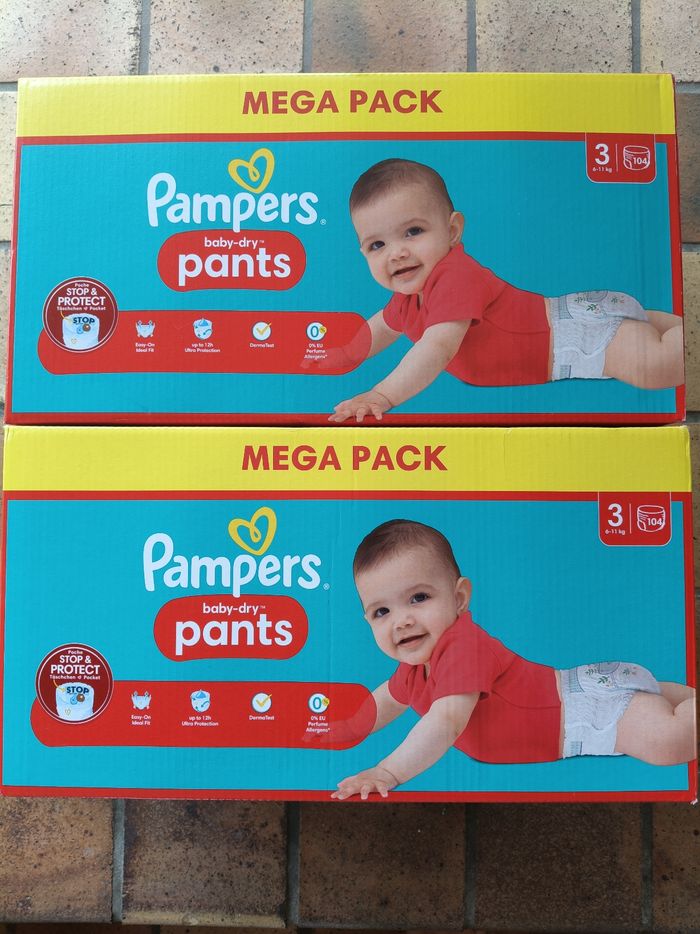 MEGA PACK
3
6-11 kg
104
Pampers®
baby-dry™
pants
Poche
STOP &
PROTECT
Täschchen • Pocket
STOP
Easy-On
Ideal Fit
up to 12h
Ultra Protection
DermaTest
0%
0% EU
Perfume
Allergens*
MEGA PACK
3
6-11 kg
104
Pampers®
baby-dry™
pants
Poche
STOP &
PROTECT
Täschchen • Pocket
STOP
Easy-On
Ideal Fit
up to 12h
Ultra Protection
DermaTest
0%
0% EU
Perfume
Allergens*